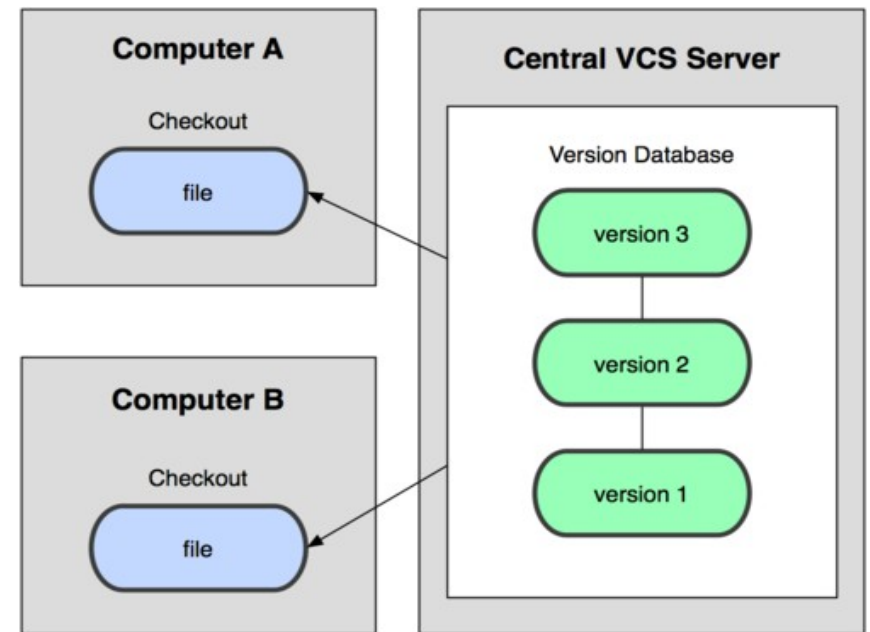 Computer A
Checkout
file
Computer B
Checkout
file
Central VCS Server
Version Database
version 3
version 2
version 1